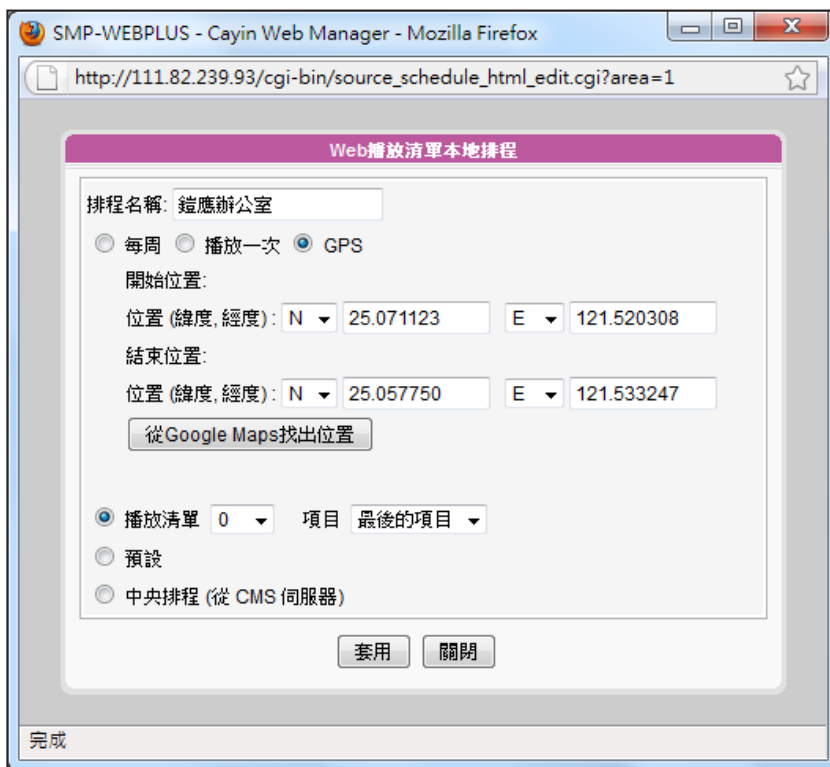 SMP-WEBPLUS - Cayin Web Manager - Mozilla Firefox
http://111.82.239.93/cgi-bin/source_schedule_html_edit.cgi?area=1
Web播放清單本地排程
排程名稱: 鎧應辦公室
每周 播放一次 GPS
開始位置:
位置 (緯度, 經度) : N 25.071123 E 121.520308
結束位置:
位置 (緯度, 經度) : N 25.057750 E 121.533247
從Google Maps找出位置
播放清單 0 項目 最後的項目
預設
中央排程 (從 CMS 伺服器)
套用 關閉
完成